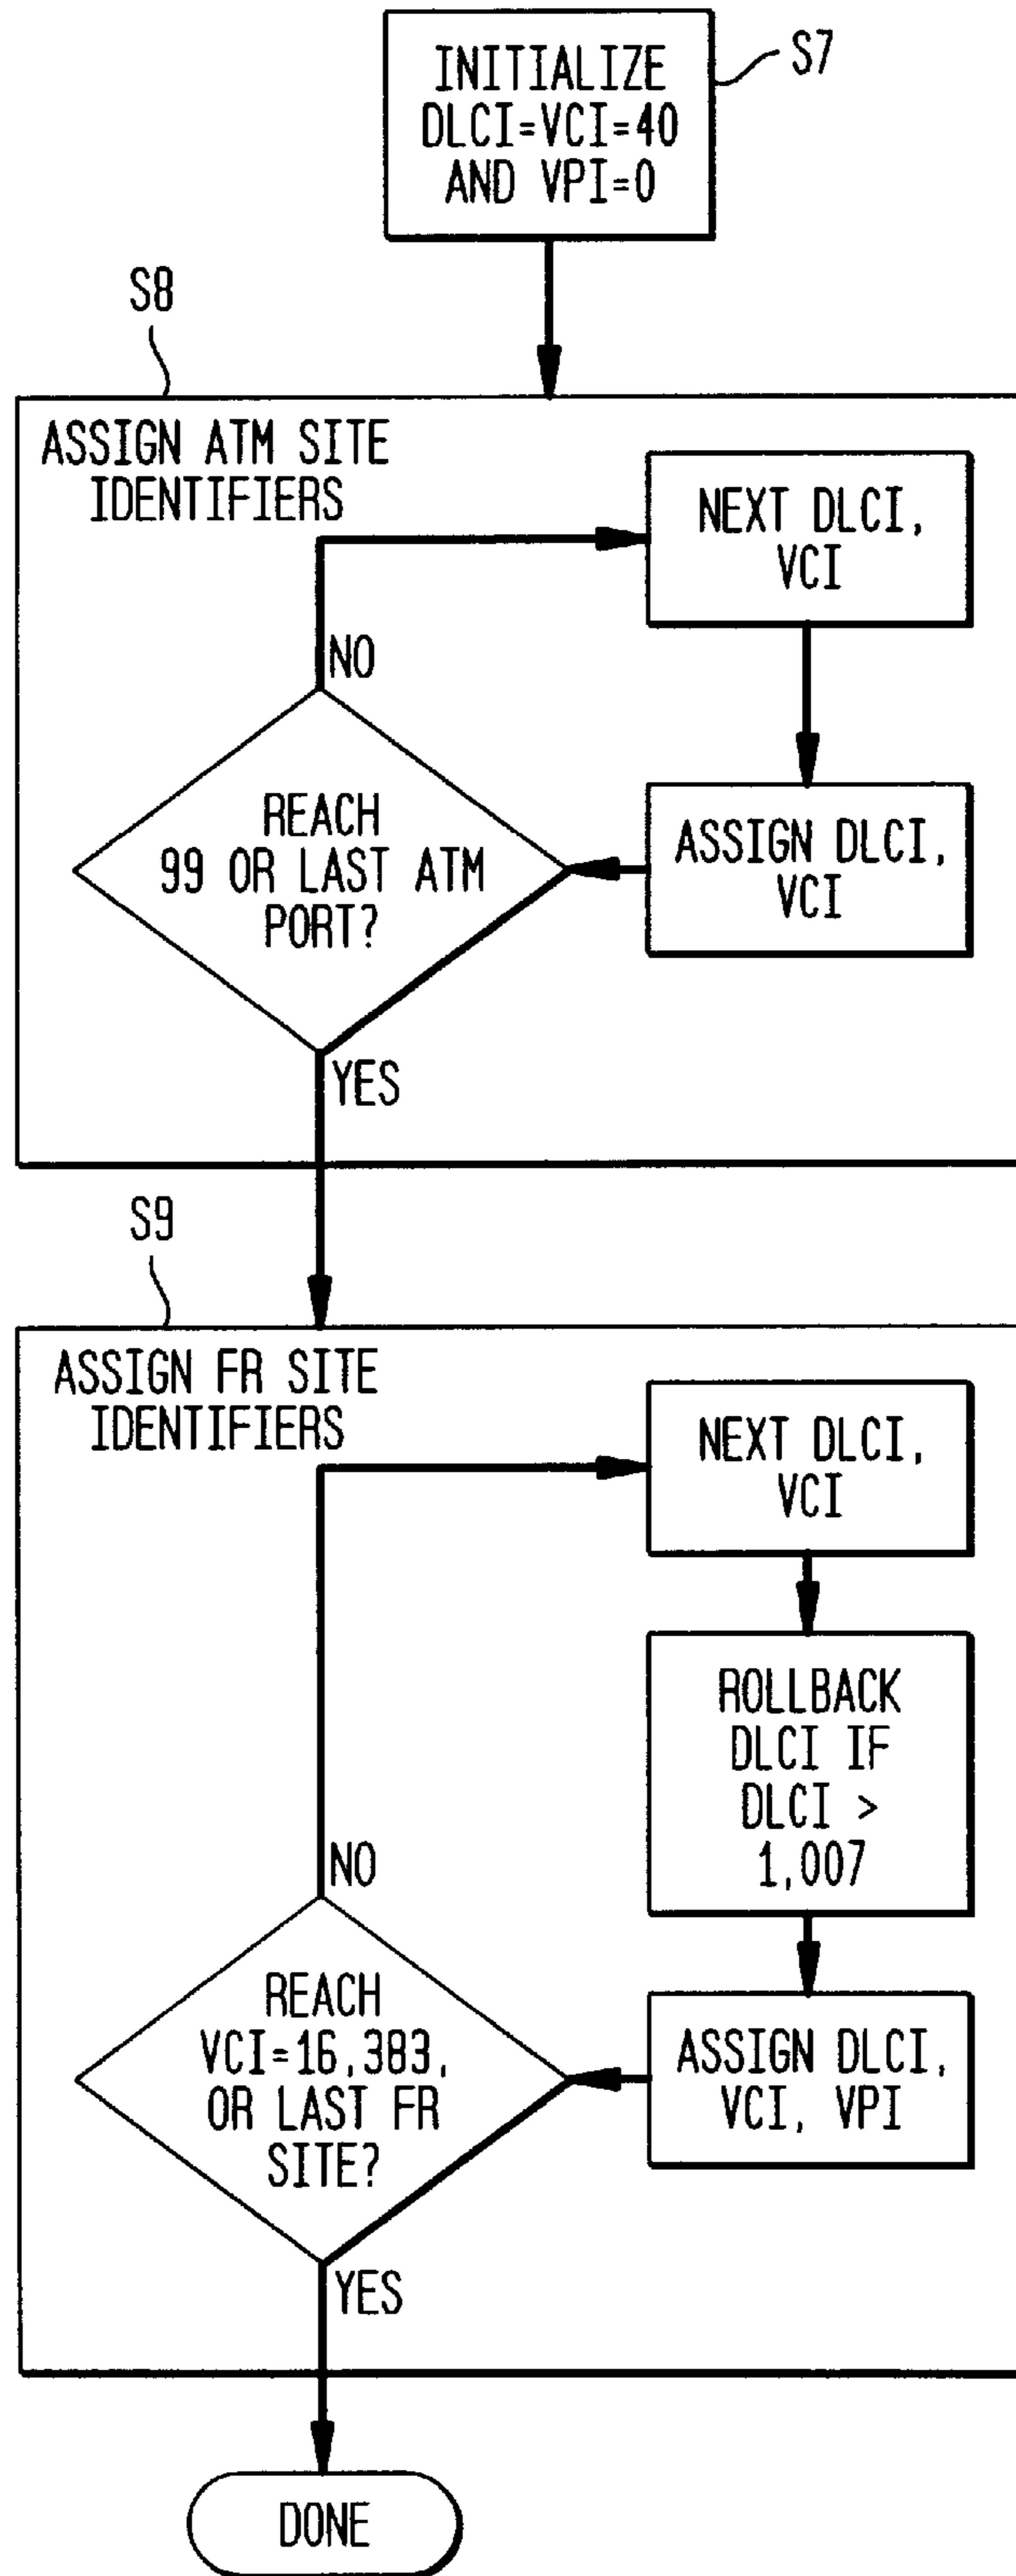 INITIALIZE
DLCI=VCI=40
AND VPI=0
S7
S8
ASSIGN ATM SITE
IDENTIFIERS
NEXT DLCI,
VCI
NO
REACH
99 OR LAST ATM
PORT?
ASSIGN DLCI,
VCI
YES
S9
ASSIGN FR SITE
IDENTIFIERS
NEXT DLCI,
VCI
ROLLBACK
DLCI IF
DLCI >
1,007
NO
REACH
VCI=16,383,
OR LAST FR
SITE?
ASSIGN DLCI,
VCI, VPI
YES
DONE